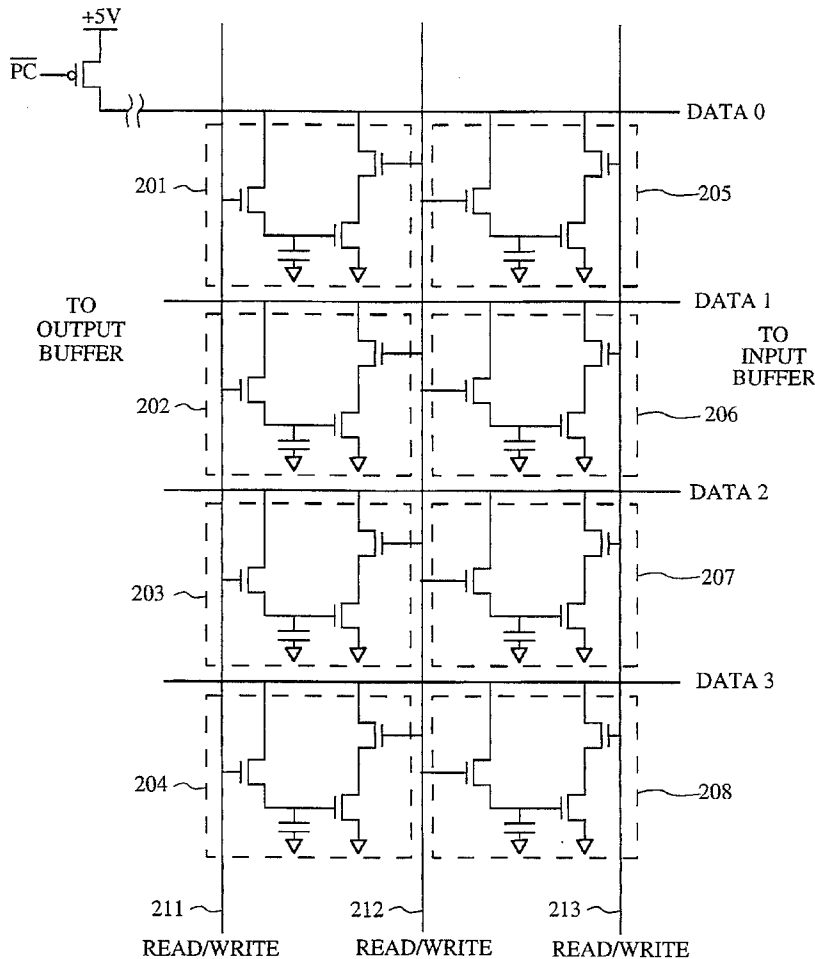 +5V
PC
DATA 0
201
205
DATA 1
TO
OUTPUT
BUFFER
TO
INPUT
BUFFER
202
206
DATA 2
203
207
DATA 3
204
208
211
212
213
READ/WRITE READ/WRITE READ/WRITE